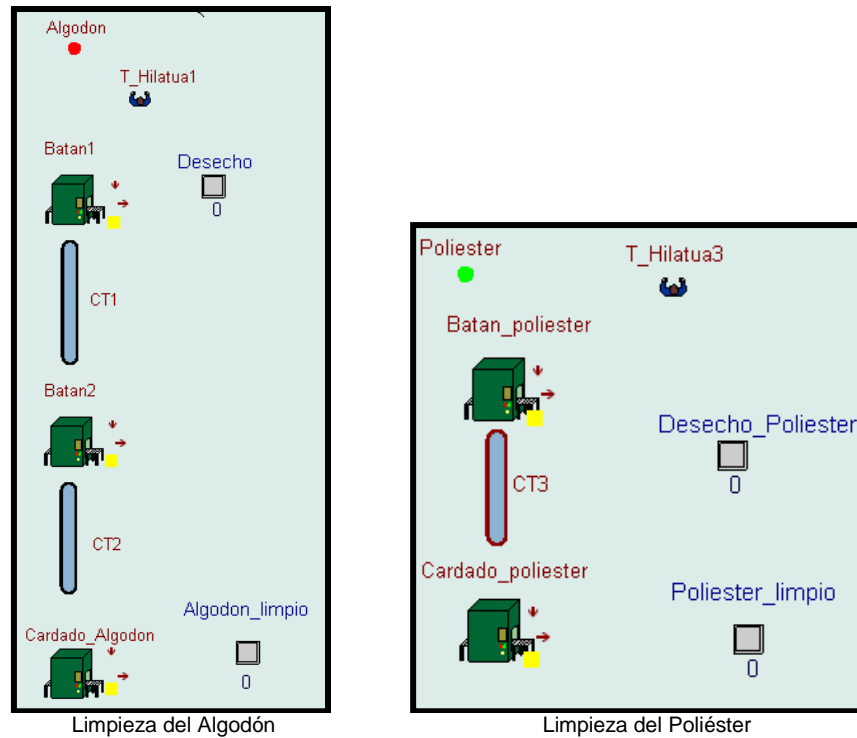 Algodon
T_Hilatua1
Batan1
Desecho
0
CT1
Batan2
CT2
Algodon_limpio
Cardado_Algodon
0
Limpieza del Algodón
Poliester
T_Hilatua3
Batan_poliester
Desecho_Poliester
0
CT3
Cardado_poliester
Poliester_limpio
0
Limpieza del Poliéster